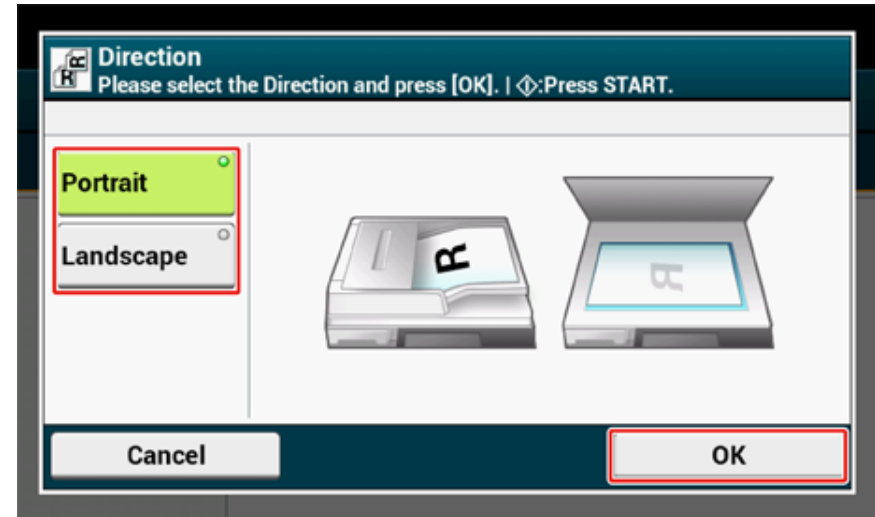 Direction
Please select the Direction and press [OK]. | :Press START.
Portrait
Landscape
R
R
Cancel
OK